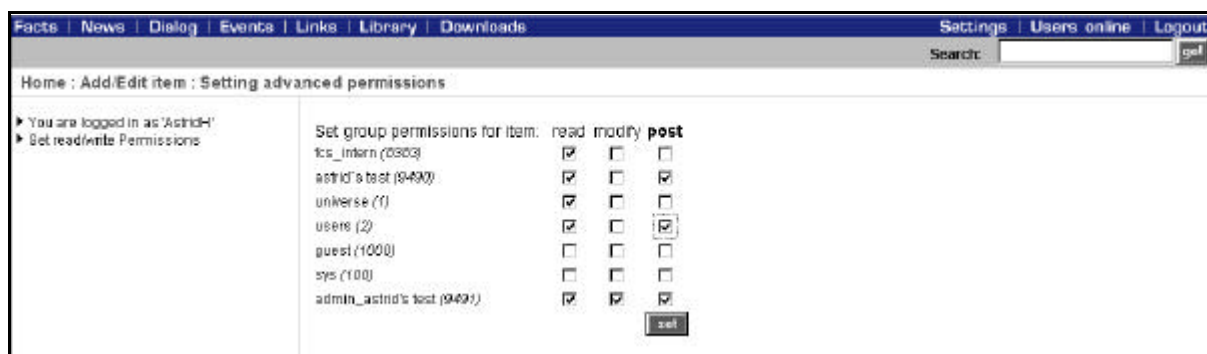 Facts | News | Dialog | Events | Links | Library | Downloads Settings | Users online | Logout
Search: go!
Home : Add/Edit item : Setting advanced permissions
You are logged in as 'AstridH'
Set read/write Permissions
Set group permissions for item: read modify post
fcs_intern
astrid's test (9490)
universe (1)
users (2)
guest (1000)
sys (100)
admin_astrid's test (9491)
set